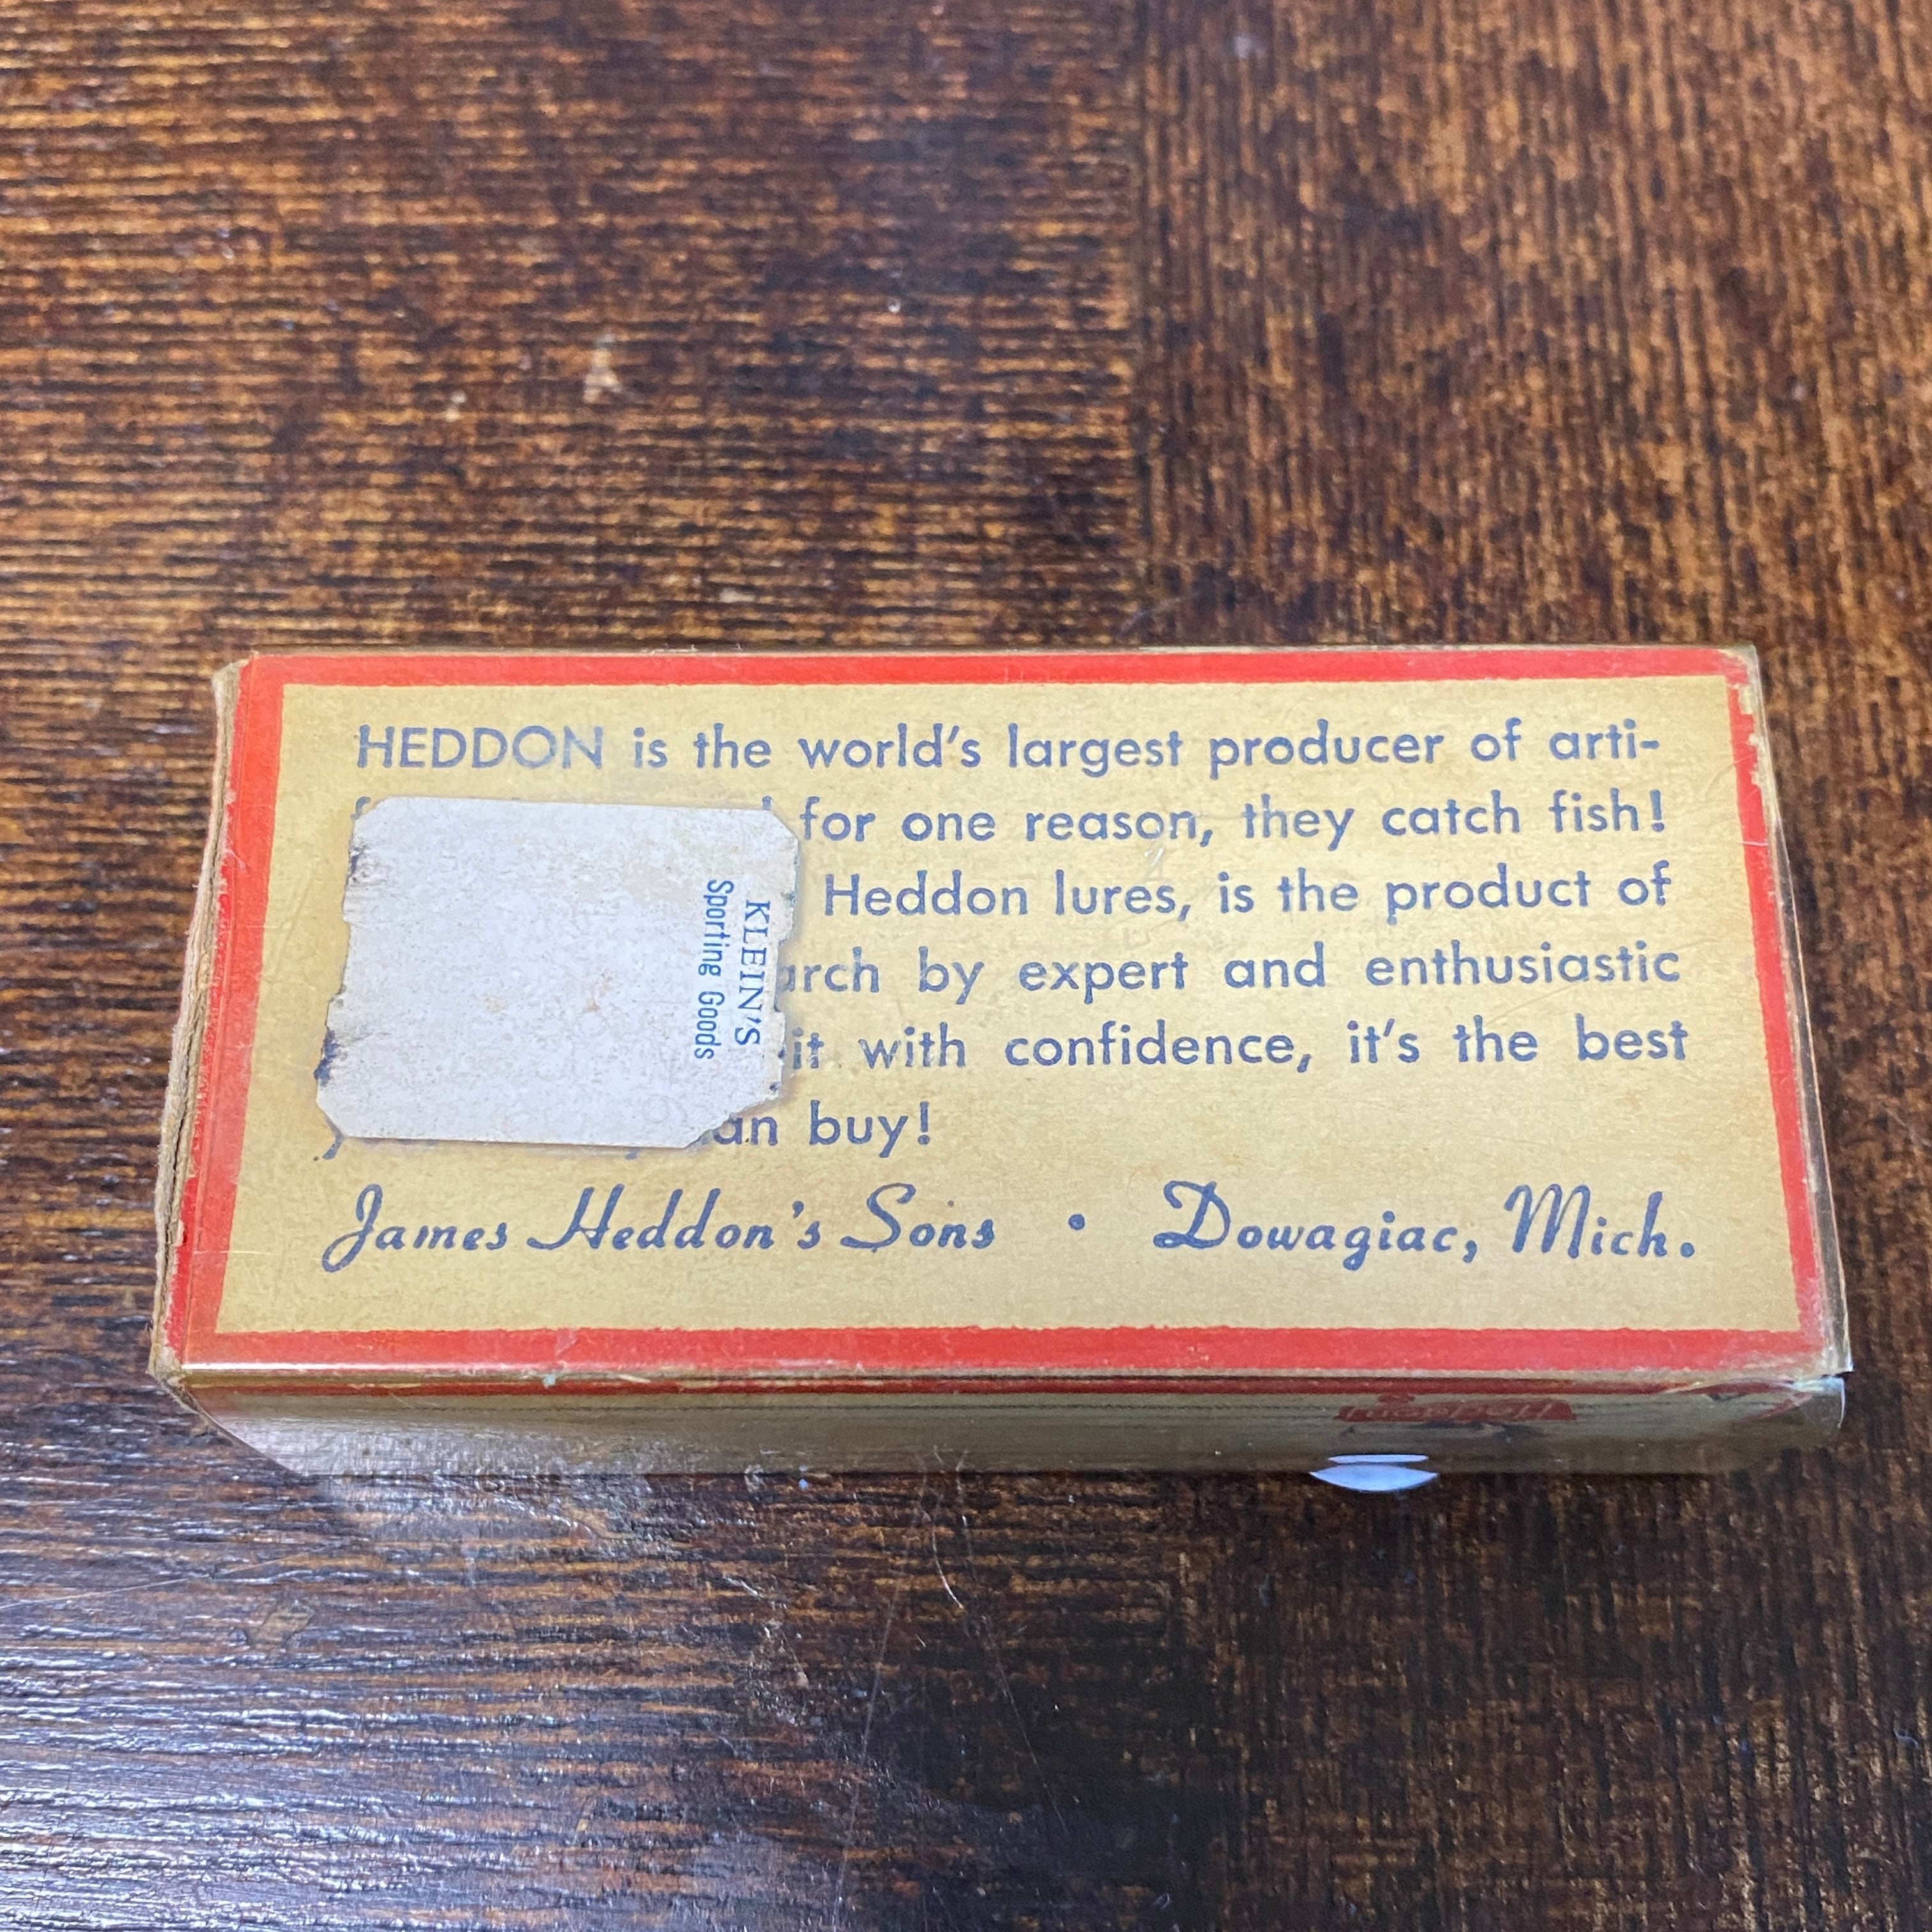 HEDDON is the world's largest producer of arti-
for one reason, they catch fish!
Heddon lures, is the product of
by expert and enthusiastic
it with confidence, it's the best
buy!
James Heddon's Sons • Dowagiac, Mich.
KLEIN'S
Sporting Goods
Heddon